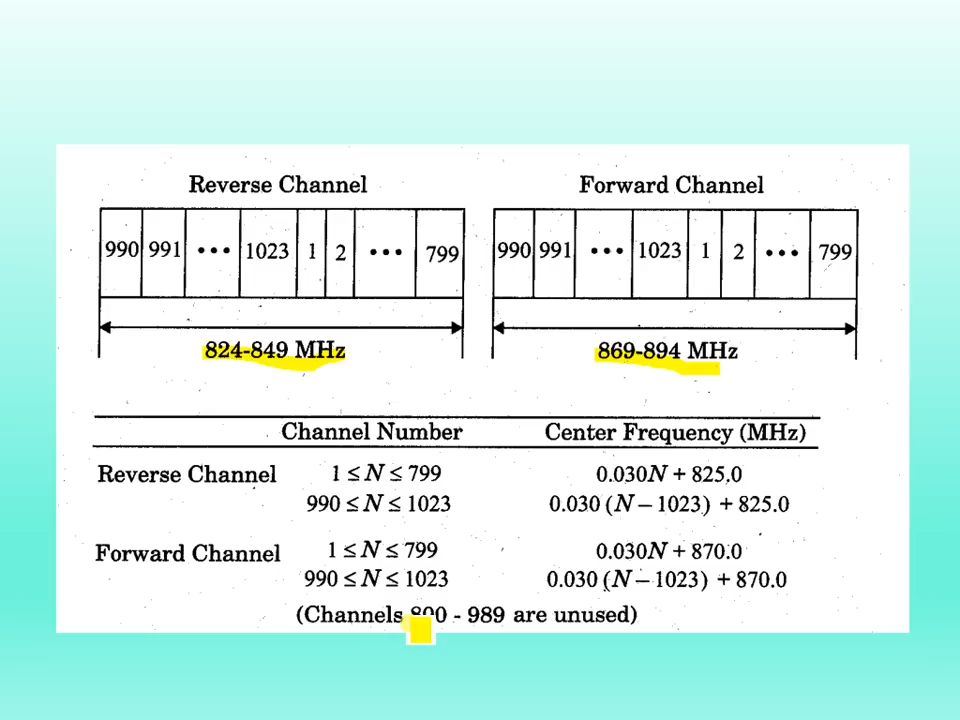 Reverse Channel Forward Channel
990 991 ••• 1023 1 2 ••• 799 990 991 ••• 1023 1 2 ••• 799
824-849 MHz 869-894 MHz
Channel Number Center Frequency (MHz)
Reverse Channel 1 ≤ N ≤ 799 0.030N + 825.0
990 ≤ N ≤ 1023 0.030 (N – 1023) + 825.0
Forward Channel 1 ≤ N ≤ 799 0.030N + 870.0
990 ≤ N ≤ 1023 0.030 (N – 1023) + 870.0
(Channels 800 - 989 are unused)